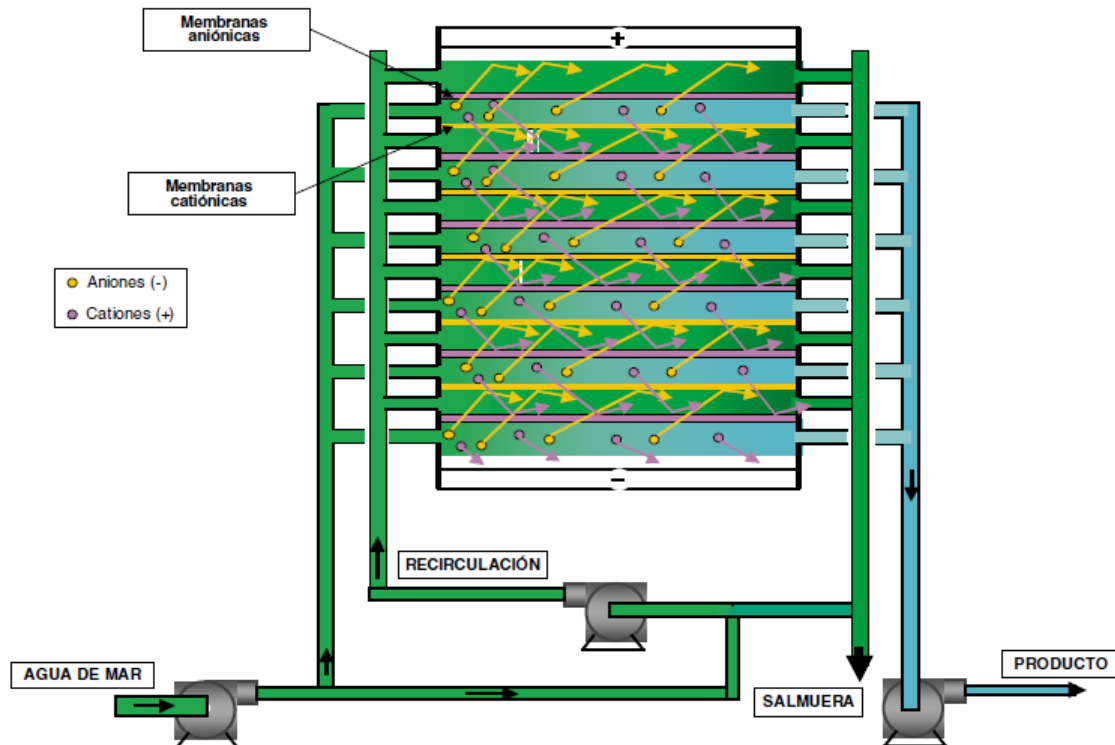 Membranas
aniónicas
+
Membranas
catiónicas
Aniones (-)
Cationes (+)
–
RECIRCULACIÓN
AGUA DE MAR
SALMUERA
PRODUCTO